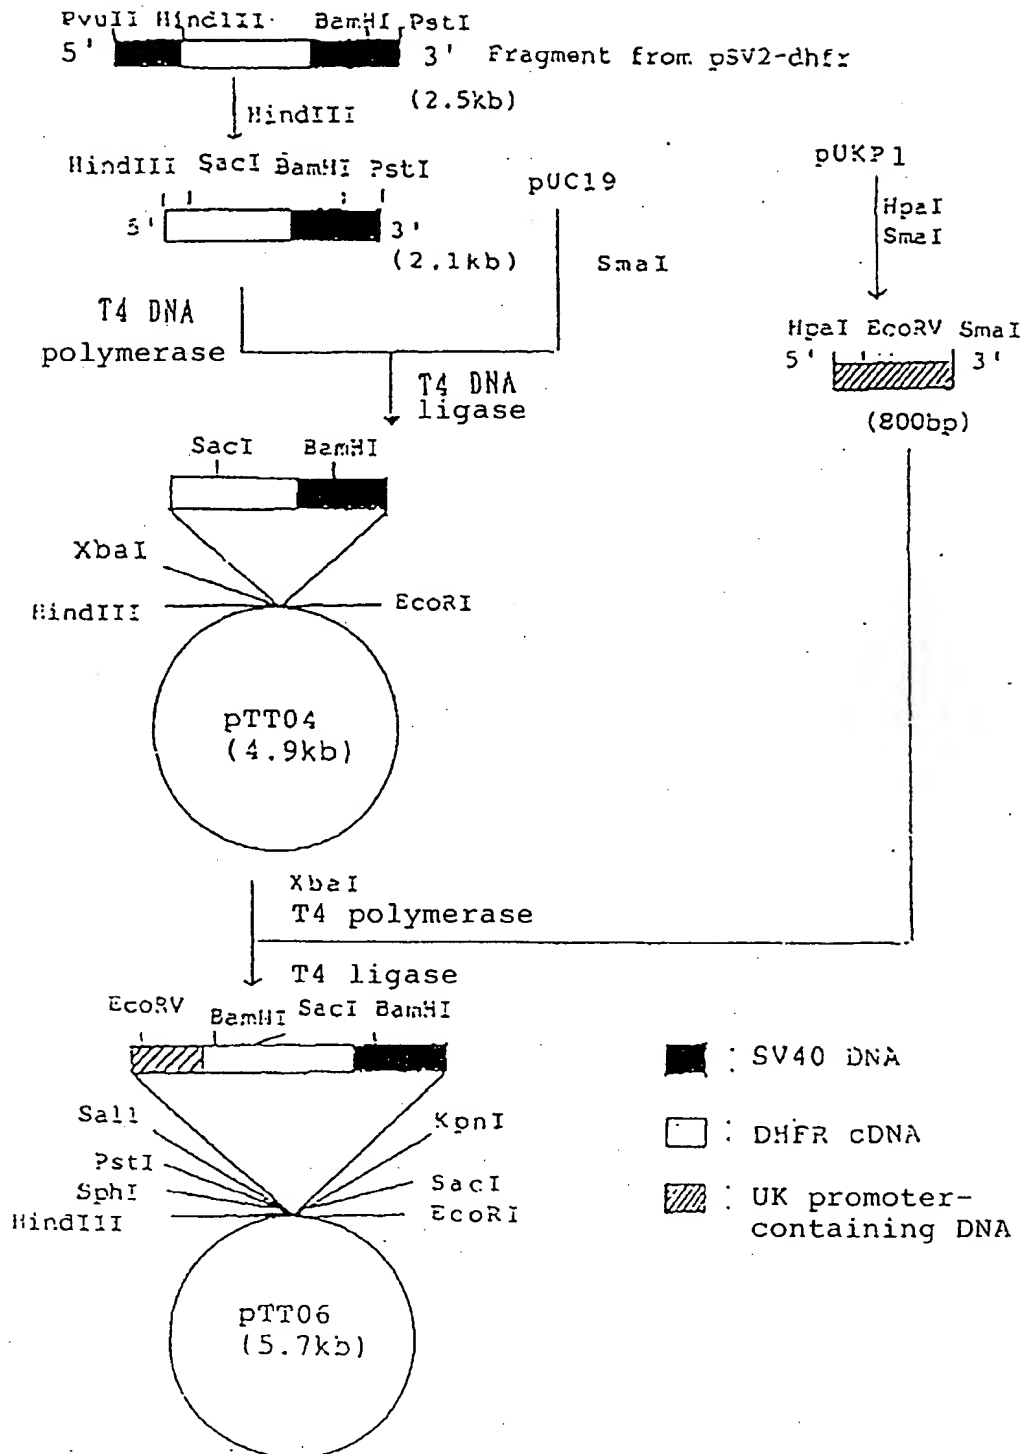 PvuII HindIII BamHI PstI
5' 3' Fragment from pSV2-dhfr
(2.5kb)
HindIII
HindIII SacI BamHI PstI
5' 3'
(2.1kb)
pUC19
SmaI
pUKP1
HpaI
SmaI
HpaI EcoRV SmaI
5' 3'
(800bp)
T4 DNA
polymerase
T4 DNA
ligase
SacI BamHI
XbaI
HindIII EcoRI
pTT04
(4.9kb)
XbaI
T4 polymerase
T4 ligase
EcoRV BamHI SacI BamHI
SalI KpnI
PstI
SphI SacI
HindIII EcoRI
pTT06
(5.7kb)
: SV40 DNA
: DHFR cDNA
: UK promoter-
containing DNA